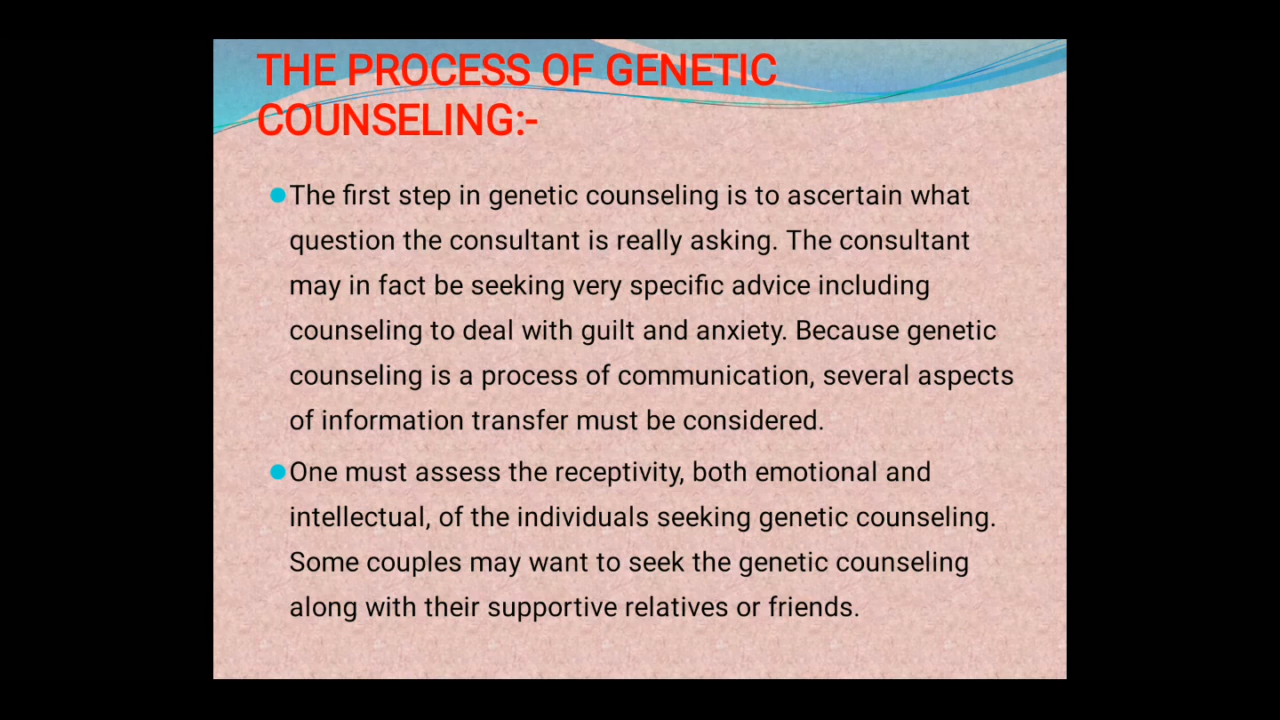 THE PROCESS OF GENETIC
COUNSELING:-
The first step in genetic counseling is to ascertain what
question the consultant is really asking. The consultant
may in fact be seeking very specific advice including
counseling to deal with guilt and anxiety. Because genetic
counseling is a process of communication, several aspects
of information transfer must be considered.
One must assess the receptivity, both emotional and
intellectual, of the individuals seeking genetic counseling.
Some couples may want to seek the genetic counseling
along with their supportive relatives or friends.